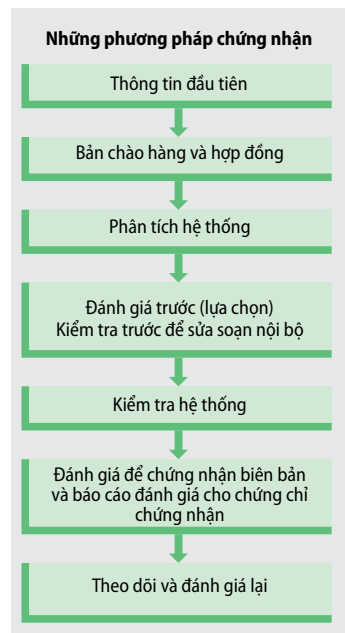 Những phương pháp chứng nhận
Thông tin đầu tiên
Bản chào hàng và hợp đồng
Phân tích hệ thống
Đánh giá trước (lựa chọn)
Kiểm tra trước để sửa soạn nội bộ
Kiểm tra hệ thống
Đánh giá để chứng nhận biên bản
và báo cáo đánh giá cho chứng chỉ
chứng nhận
Theo dõi và đánh giá lại